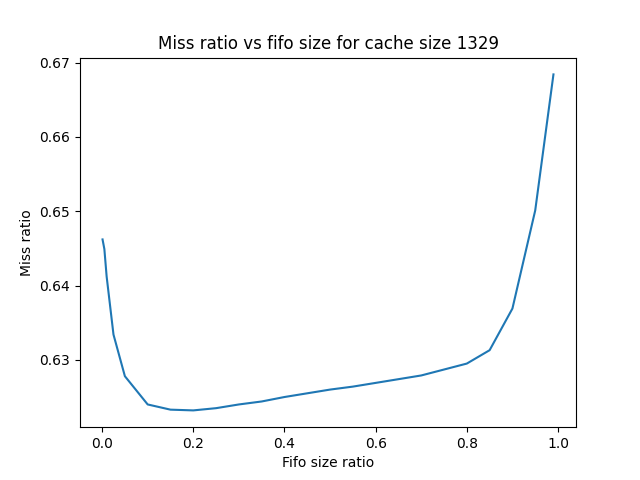 Miss ratio vs fifo size for cache size 1329
0.67
0.66
0.65
0.64
0.63
Miss ratio
0.0 0.2 0.4 0.6 0.8 1.0
Fifo size ratio